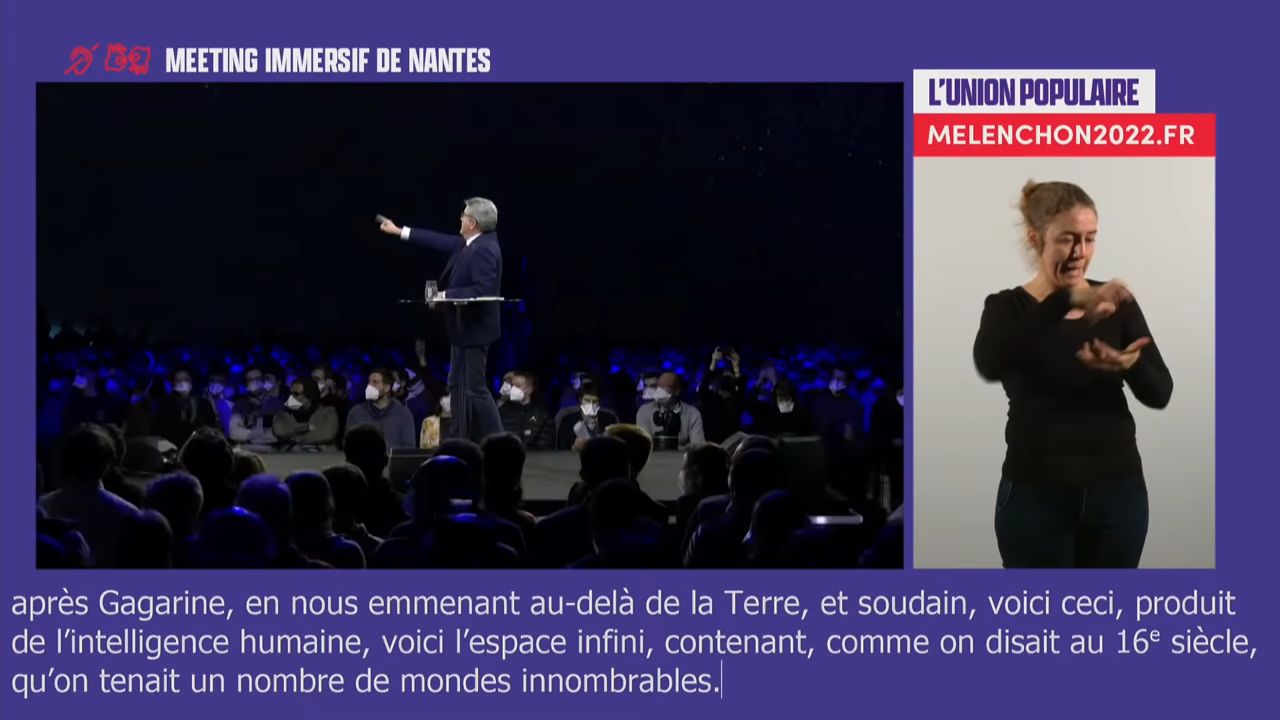 MEETING IMMERSIF DE NANTES
L'UNION POPULAIRE
MELENCHON2022.FR
après Gagarine, en nous emmenant au-delà de la Terre, et soudain, voici ceci, produit
de l'intelligence humaine, voici l'espace infini, contenant, comme on disait au 16e siècle,
qu'on tenait un nombre de mondes innombrables.